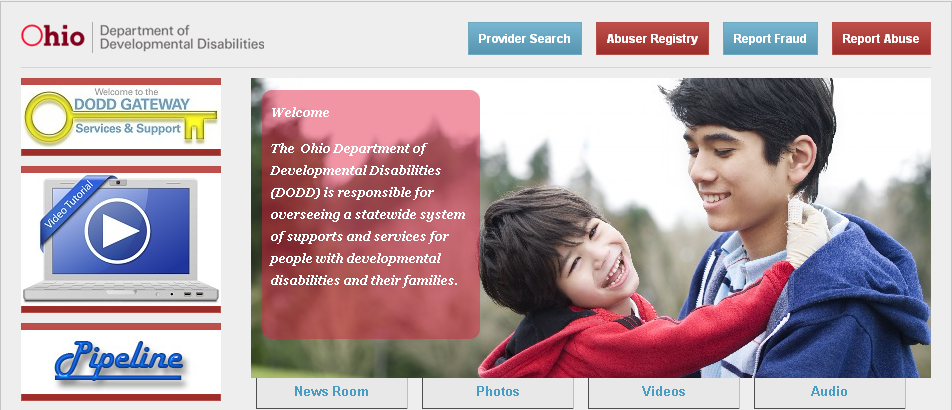 Ohio
Department of
Developmental Disabilities
Provider Search
Abuser Registry
Report Fraud
Report Abuse
Welcome to the
DODD GATEWAY
Services & Support
Video Tutorial
Pipeline
Welcome
The Ohio Department of
Developmental Disabilities
(DODD) is responsible for
overseeing a statewide system
of supports and services for
people with developmental
disabilities and their families.
News Room
Photos
Videos
Audio